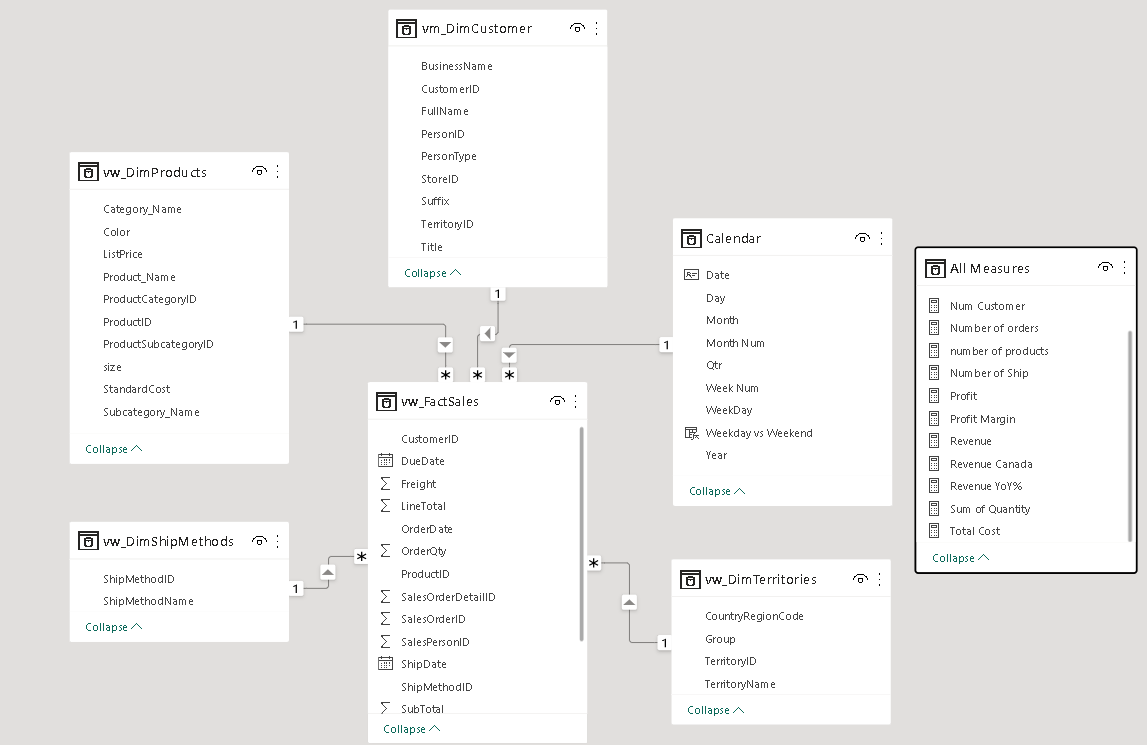 vm_DimCustomer
BusinessName
CustomerID
FullName
PersonID
PersonType
StoreID
Suffix
TerritoryID
Title
Collapse
1
vw_DimProducts
Category_Name
Color
ListPrice
Product_Name
ProductCategoryID
ProductID
ProductSubcategoryID
size
StandardCost
Subcategory_Name
Collapse
1
Calendar
Date
Day
Month
Month Num
Qtr
Week Num
WeekDay
Weekday vs Weekend
Year
Collapse
1
All Measures
Num Customer
Number of orders
number of products
Number of Ship
Profit
Profit Margin
Revenue
Revenue Canada
Revenue YoY%
Sum of Quantity
Total Cost
Collapse
* * *
vw_FactSales
CustomerID
DueDate
Freight
LineTotal
OrderDate
OrderQty
ProductID
SalesOrderDetailID
SalesOrderID
SalesPersonID
ShipDate
ShipMethodID
SubTotal
Collapse
vw_DimShipMethods
ShipMethodID
ShipMethodName
Collapse
1
*
vw_DimTerritories
CountryRegionCode
Group
TerritoryID
TerritoryName
Collapse
1
*